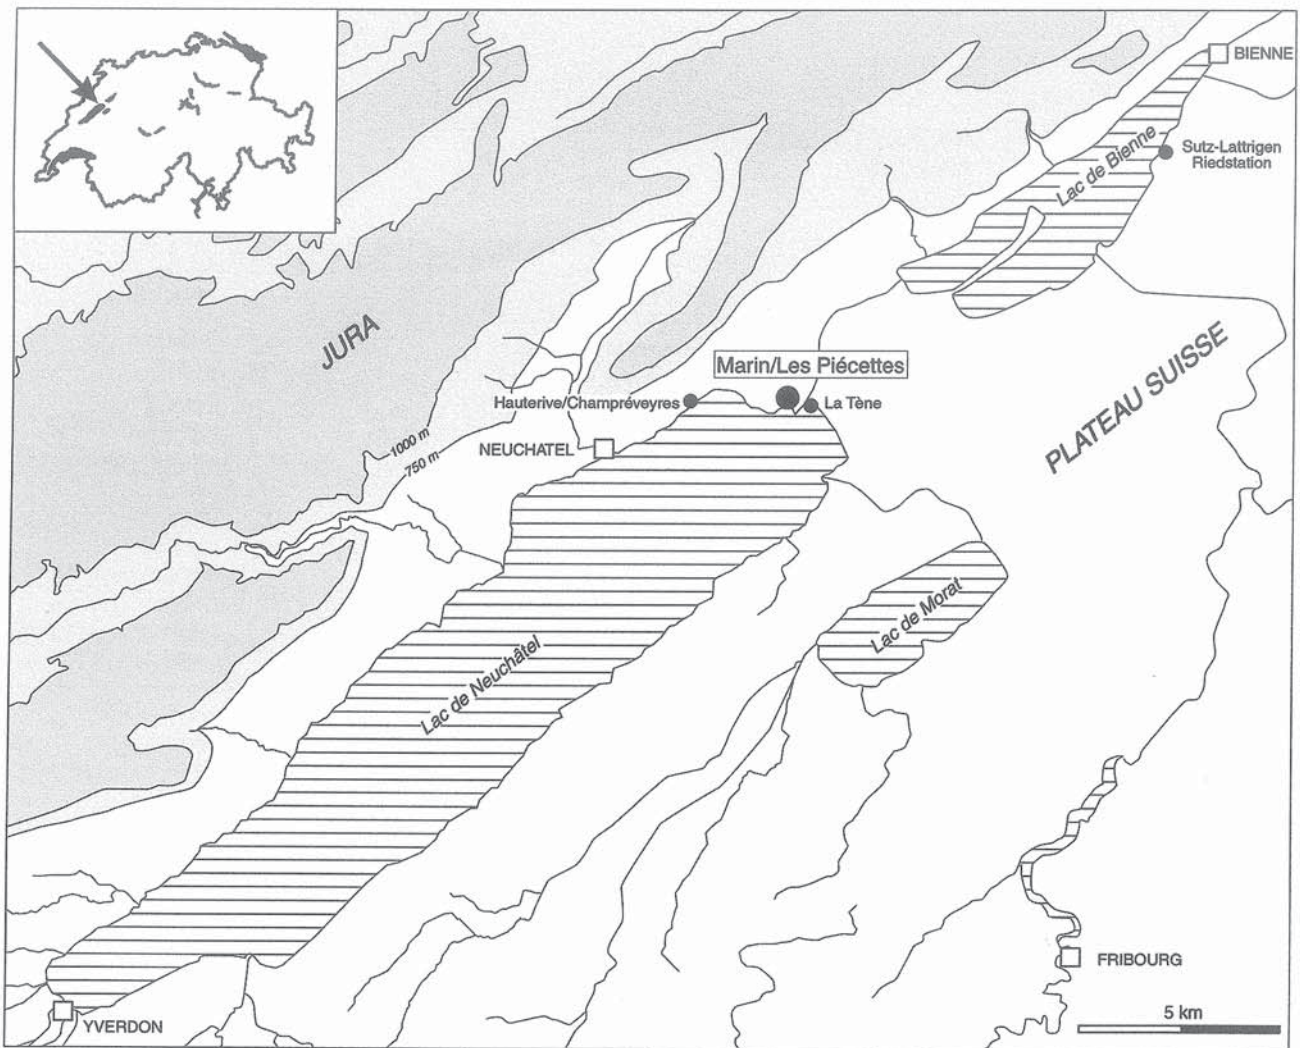 BIENNE
Lac de Bienne
Sutz-Lattrigen
Riedstation
JURA
PLATEAU SUISSE
Marin/Les Piécettes
Hauterive/Champréveyres
La Tène
1000 m
750 m
NEUCHATEL
Lac de Morat
Lac de Neuchâtel
FRIBOURG
5 km
YVERDON